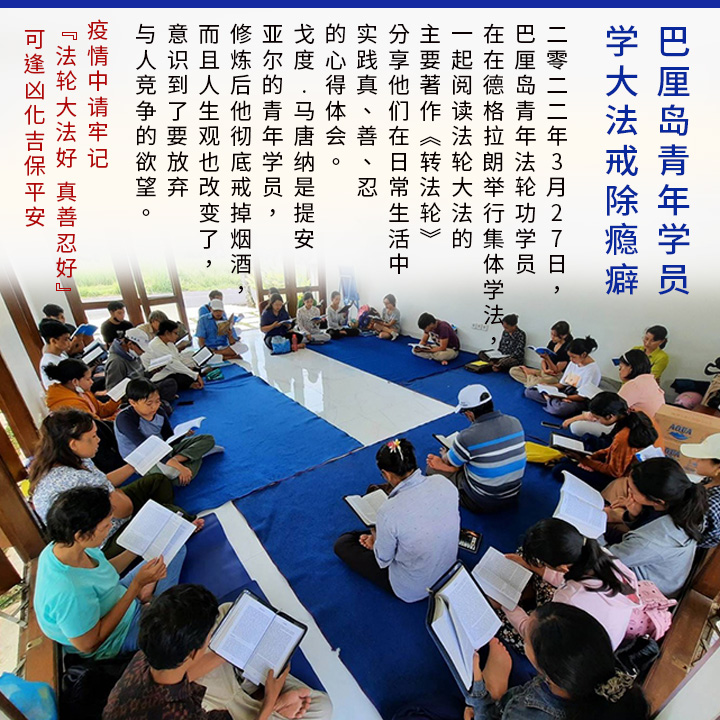 巴厘岛青年学员
学大法戒除瘾癖
二零二二年3月27日，
巴厘岛青年法轮功学员
在在德格拉朗举行集体学法，
一起阅读法轮大法的
主要著作《转法轮》
分享他们在日常生活中
实践真、善、忍
的心得体会。
戈度．马唐纳是提安
亚尔的青年学员，
修炼后他彻底戒掉烟酒，
而且人生观也改变了，
意识到了要放弃
与人竞争的欲望。
疫情中请牢记
『法轮大法好 真善忍好』
可逢凶化吉保平安
AQUA